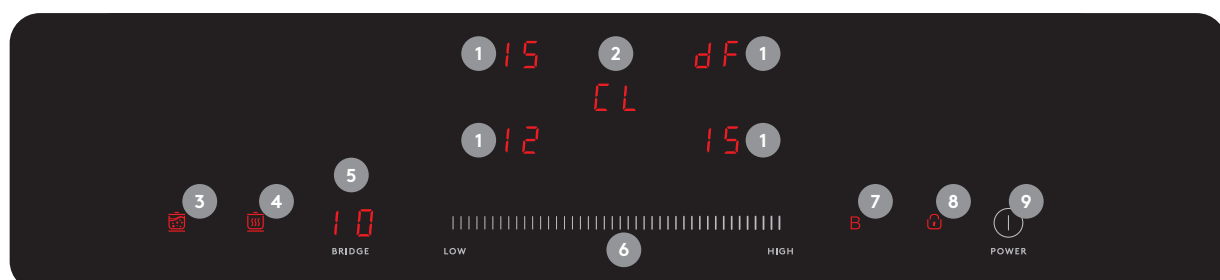 1 15 2 dF 1
CL
1 12 15 1
3 4 5 7 8 9
10 B
BRIDGE LOW 6 HIGH POWER